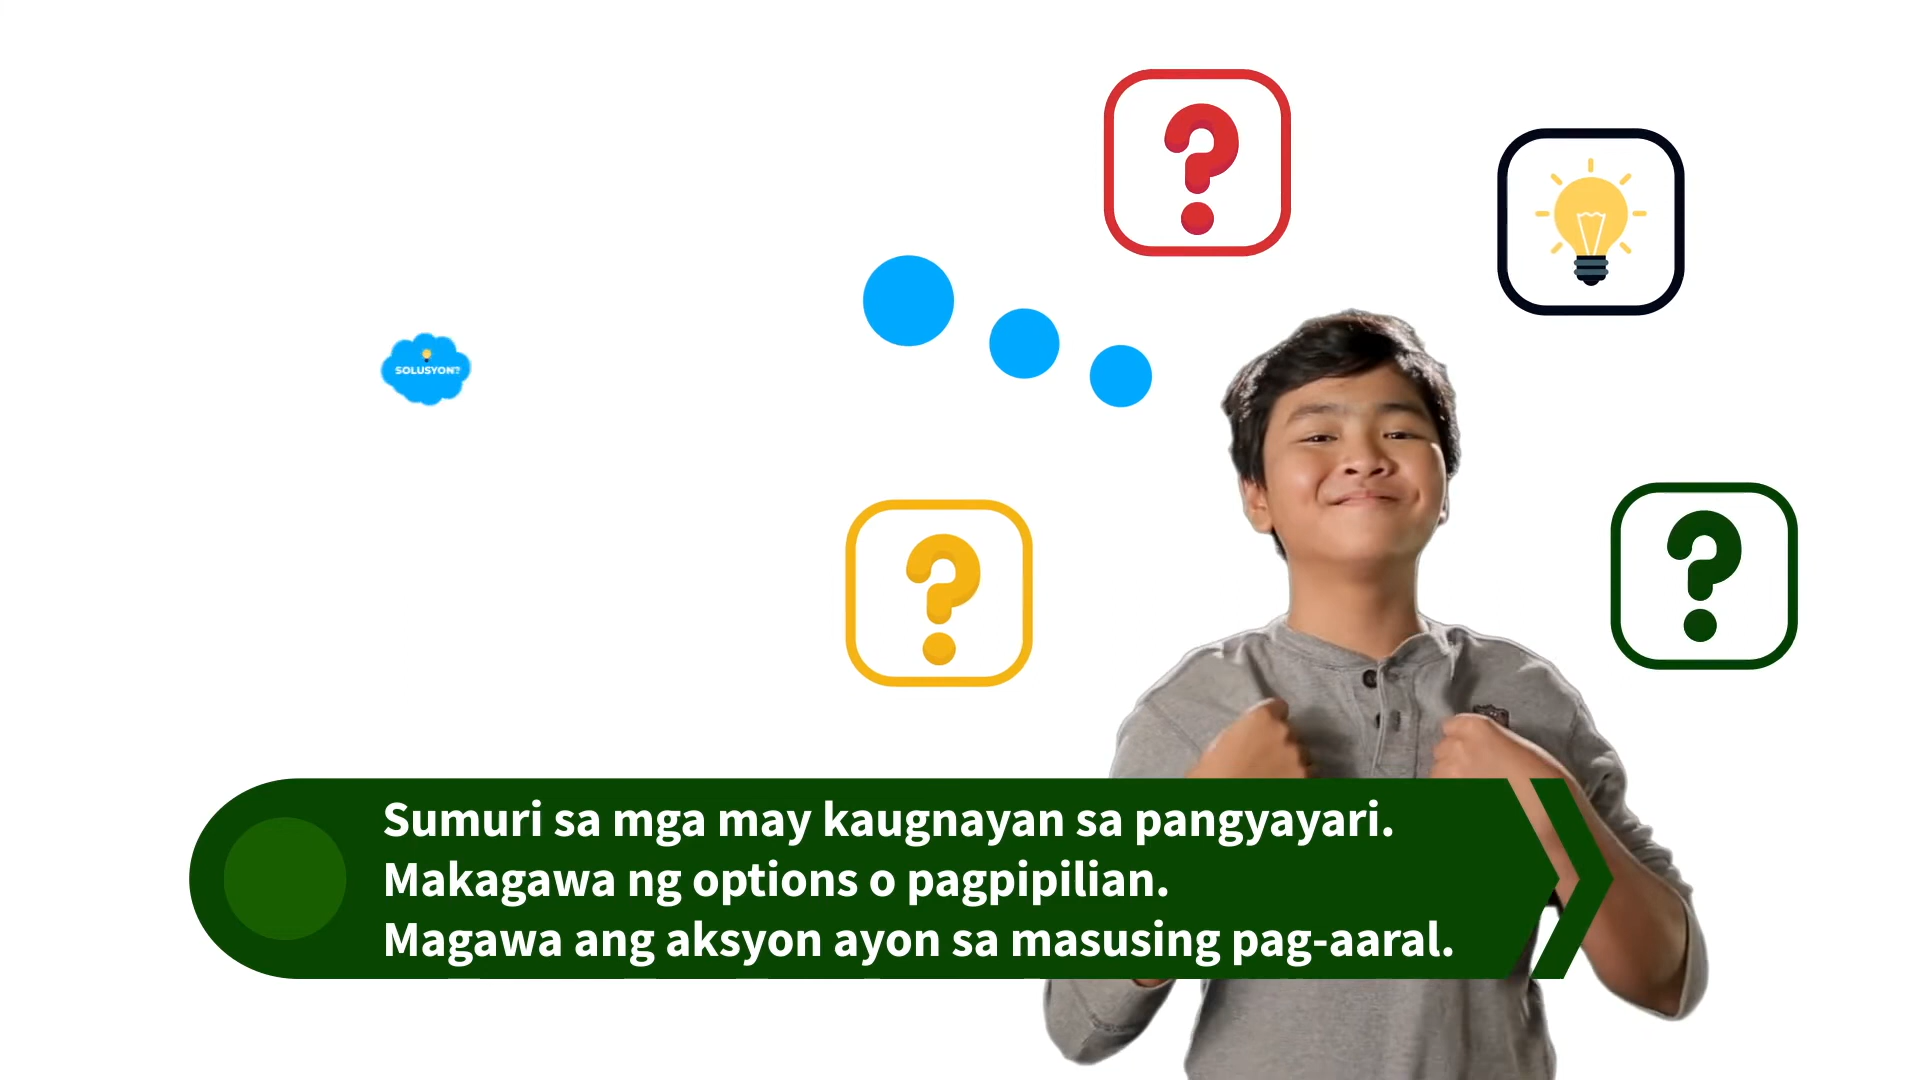 SOLUSYON?
Sumuri sa mga may kaugnayan sa pangyayari.
Makagawa ng options o pagpipilian.
Magawa ang aksyon ayon sa masusing pag-aaral.